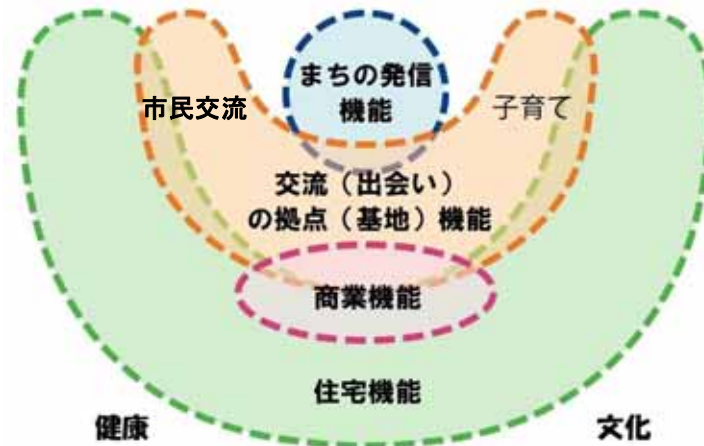 まちの発信
機能
市民交流
子育て
交流（出会い）
の拠点（基地）機能
商業機能
住宅機能
健康
文化